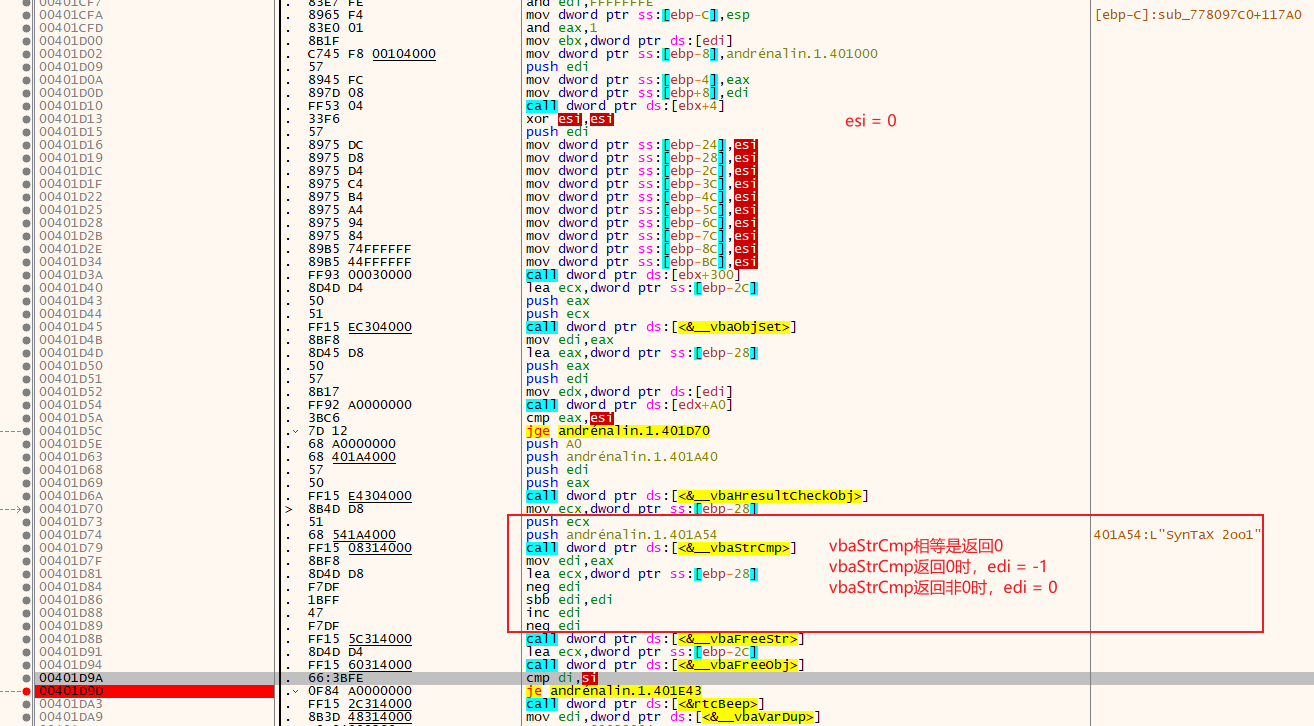 00401CF7 . 83E7 FE and edi,FFFFFFFE
00401CFA . 8965 F4 mov dword ptr ss:[ebp-C],esp [ebp-C]:sub_778097C0+117A0
00401CFD . 83E0 01 and eax,1
00401D00 . 8B1F mov ebx,dword ptr ds:[edi]
00401D02 . C745 F8 00104000 mov dword ptr ss:[ebp-8],andrénalin.1.401000
00401D09 . 57 push edi
00401D0A . 8945 FC mov dword ptr ss:[ebp-4],eax
00401D0D . 897D 08 mov dword ptr ss:[ebp+8],edi
00401D10 . FF53 04 call dword ptr ds:[ebx+4]
00401D13 . 33F6 xor esi,esi esi = 0
00401D15 . 57 push edi
00401D16 . 8975 DC mov dword ptr ss:[ebp-24],esi
00401D19 . 8975 D8 mov dword ptr ss:[ebp-28],esi
00401D1C . 8975 D4 mov dword ptr ss:[ebp-2C],esi
00401D1F . 8975 C4 mov dword ptr ss:[ebp-3C],esi
00401D22 . 8975 B4 mov dword ptr ss:[ebp-4C],esi
00401D25 . 8975 A4 mov dword ptr ss:[ebp-5C],esi
00401D28 . 8975 94 mov dword ptr ss:[ebp-6C],esi
00401D2B . 8975 84 mov dword ptr ss:[ebp-7C],esi
00401D2E . 89B5 74FFFFFF mov dword ptr ss:[ebp-8C],esi
00401D34 . 89B5 44FFFFFF mov dword ptr ss:[ebp-BC],esi
00401D3A . FF93 00030000 call dword ptr ds:[ebx+300]
00401D40 . 8D4D D4 lea ecx,dword ptr ss:[ebp-2C]
00401D43 . 50 push eax
00401D44 . 51 push ecx
00401D45 . FF15 EC304000 call dword ptr ds:[<&__vbaObjSet>]
00401D4B . 8BF8 mov edi,eax
00401D4D . 8D45 D8 lea eax,dword ptr ss:[ebp-28]
00401D50 . 50 push eax
00401D51 . 57 push edi
00401D52 . 8B17 mov edx,dword ptr ds:[edi]
00401D54 . FF92 A0000000 call dword ptr ds:[edx+A0]
00401D5A . 3BC6 cmp eax,esi
00401D5C . 7D 12 jge andrénalin.1.401D70
00401D5E . 68 A0000000 push A0
00401D63 . 68 401A4000 push andrénalin.1.401A40
00401D68 . 57 push edi
00401D69 . 50 push eax
00401D6A . FF15 E4304000 call dword ptr ds:[<&__vbaHresultCheckObj>]
00401D70 > 8B4D D8 mov ecx,dword ptr ss:[ebp-28]
00401D73 . 51 push ecx
00401D74 . 68 541A4000 push andrénalin.1.401A54 401A54:L"SynTaX 2oo1"
00401D79 . FF15 08314000 call dword ptr ds:[<&__vbaStrCmp>] vbaStrCmp相等是返回0
00401D7F . 8BF8 mov edi,eax vbaStrCmp返回0时，edi = -1
00401D81 . 8D4D D8 lea ecx,dword ptr ss:[ebp-28] vbaStrCmp返回非0时，edi = 0
00401D84 . F7DF neg edi
00401D86 . 1BFF sbb edi,edi
00401D88 . 47 inc edi
00401D89 . F7DF neg edi
00401D8B . FF15 5C314000 call dword ptr ds:[<&__vbaFreeStr>]
00401D91 . 8D4D D4 lea ecx,dword ptr ss:[ebp-2C]
00401D94 . FF15 60314000 call dword ptr ds:[<&__vbaFreeObj>]
00401D9A . 66:3BFE cmp di,si
00401D9D . 0F84 A0000000 je andrénalin.1.401E43
00401DA3 . FF15 2C314000 call dword ptr ds:[<&rtcBeep>]
00401DA9 . 8B3D 48314000 mov edi,dword ptr ds:[<&__vbaVarDup>]